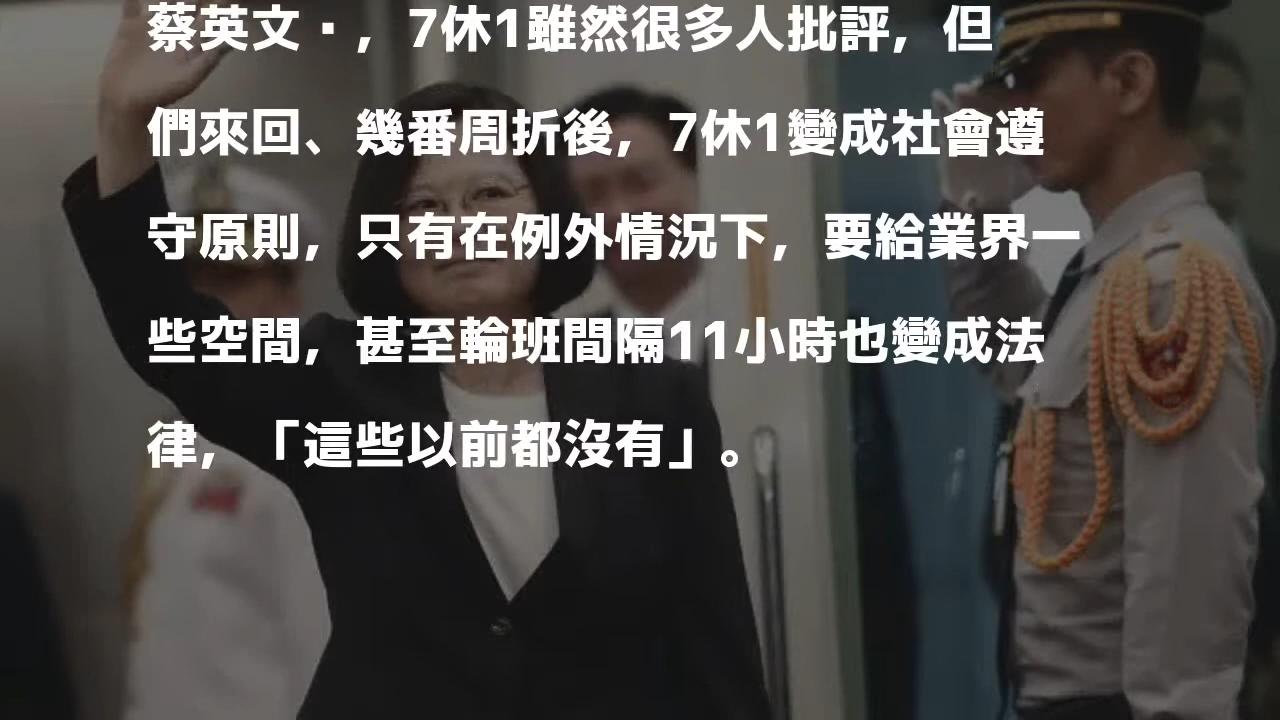 蔡英文·，7休1雖然很多人批評，但
們來回、幾番周折後，7休1變成社會遵
守原則，只有在例外情況下，要給業界一
些空間，甚至輪班間隔11小時也變成法
律，「這些以前都沒有」。